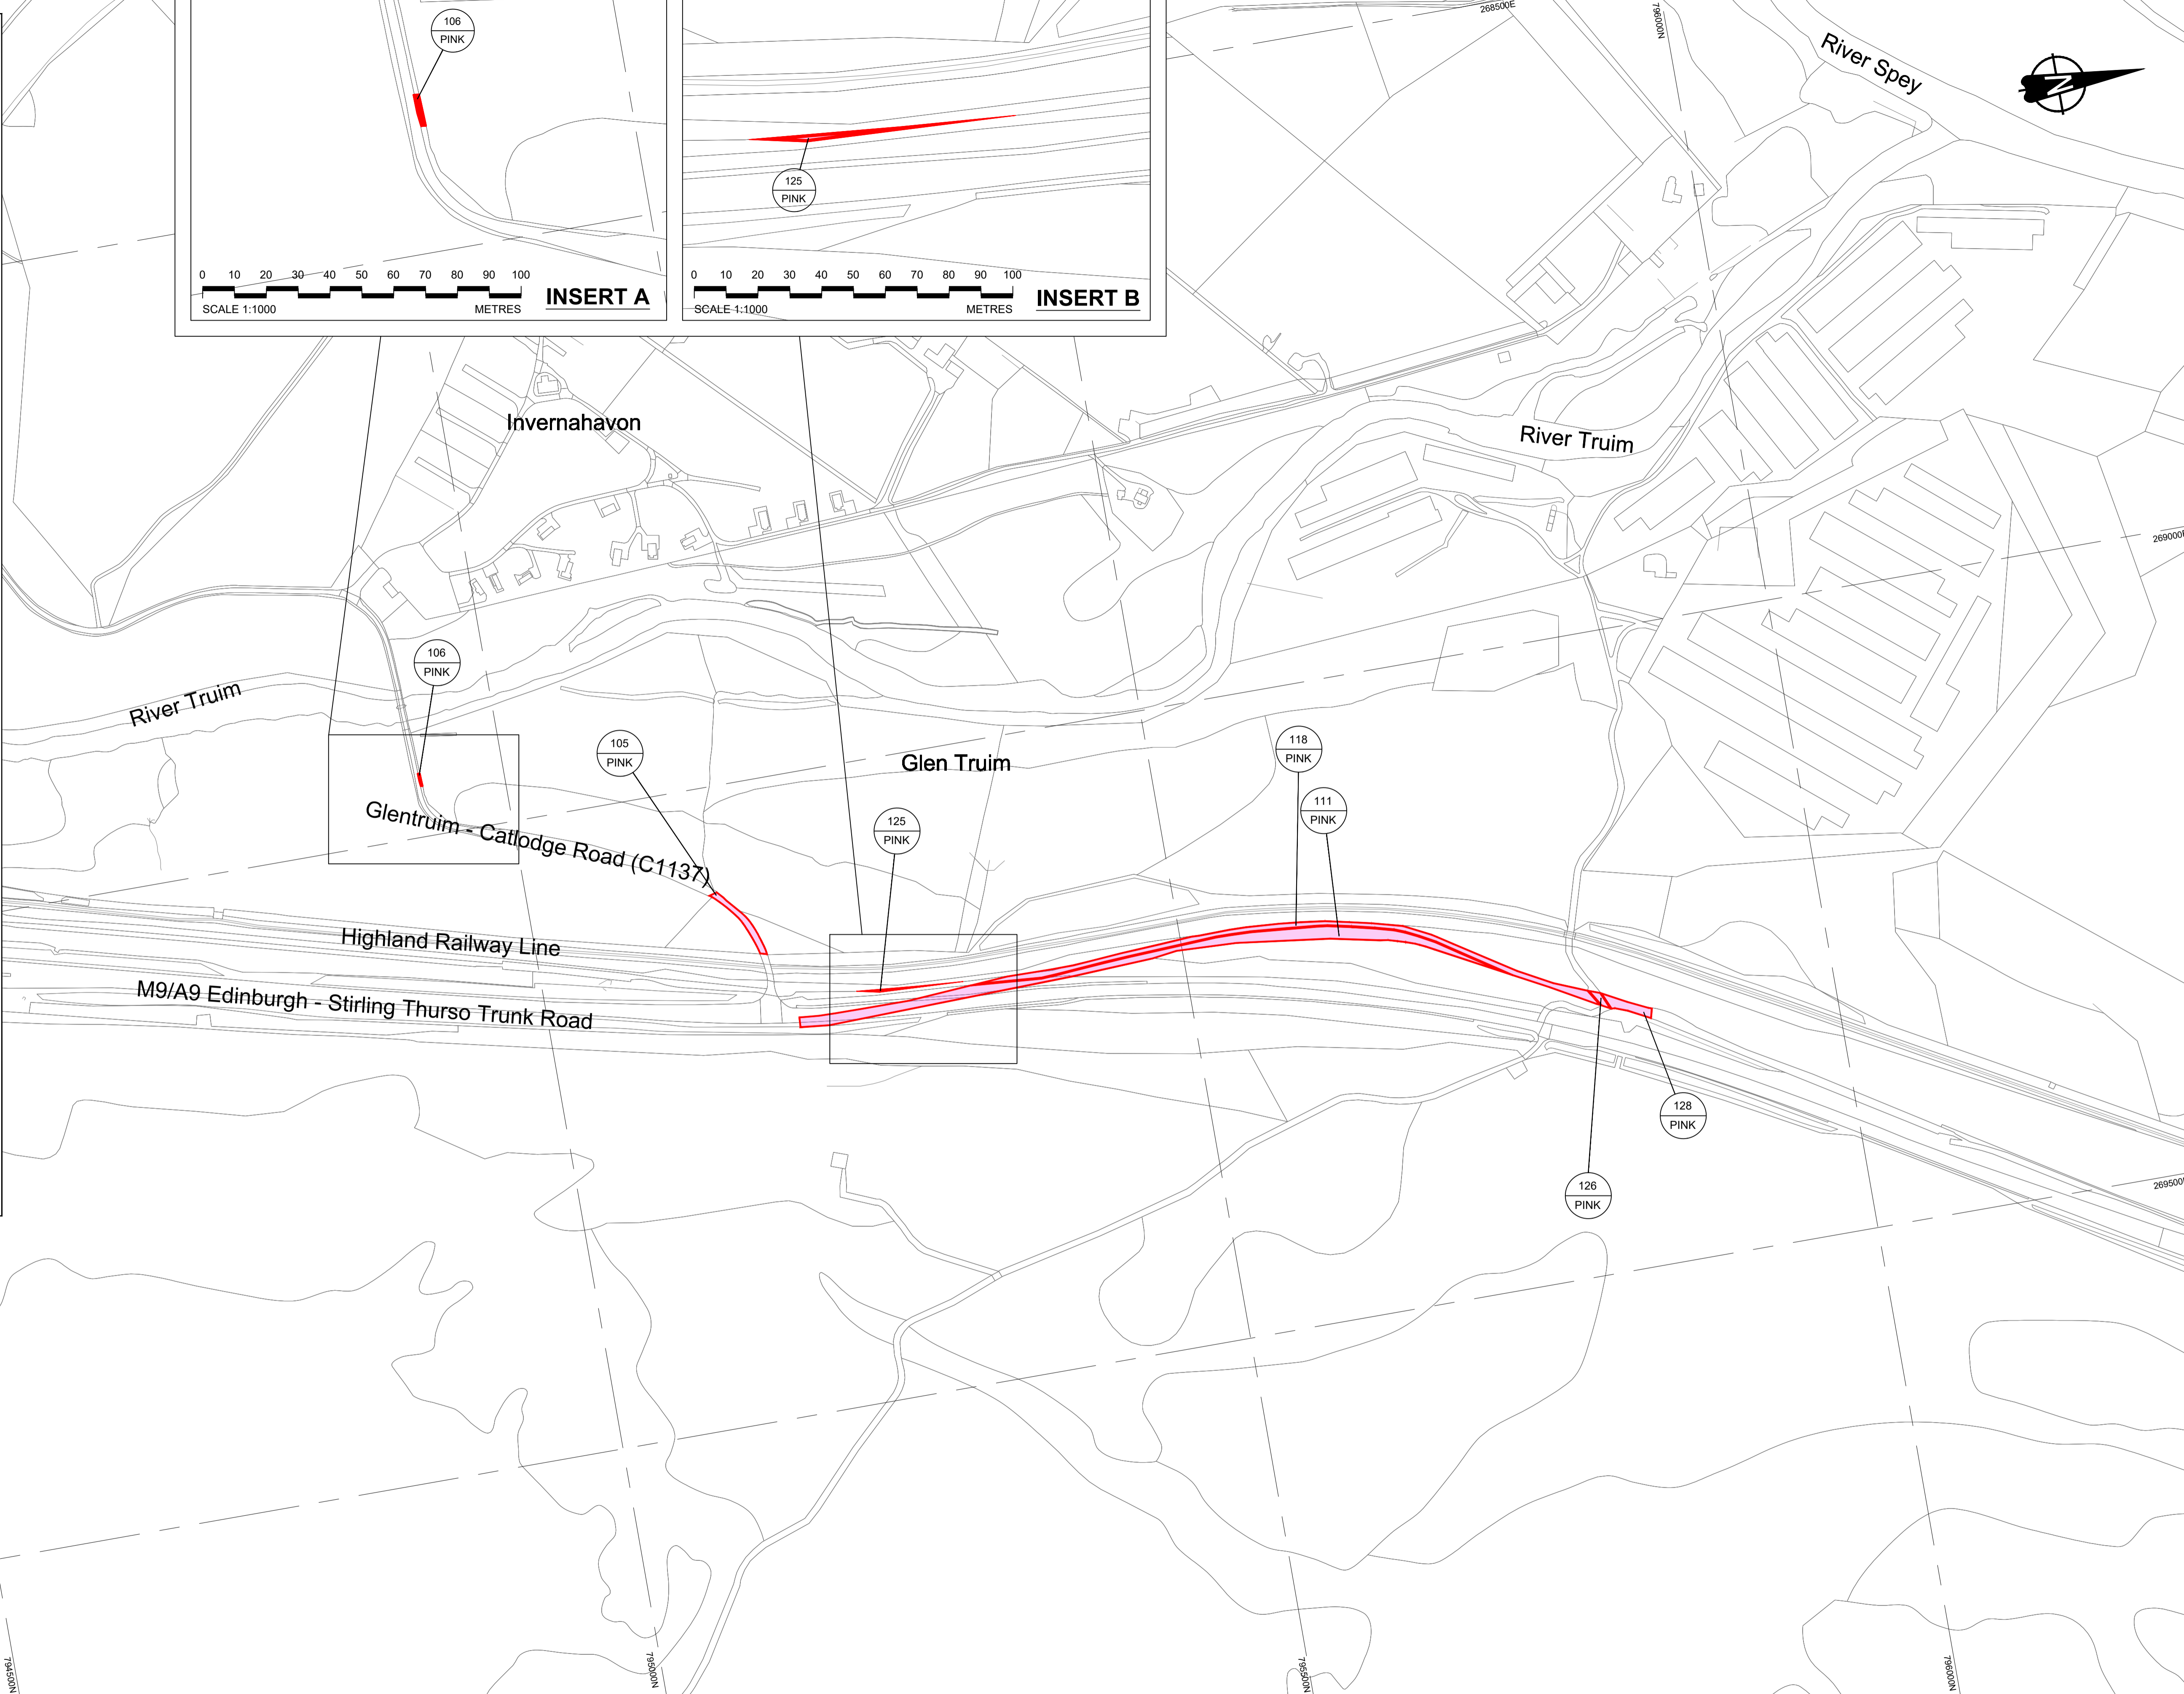 268500E
796000N
River Spey
N
106
PINK
125
PINK
0 10 20 30 40 50 60 70 80 90 100
SCALE 1:1000
METRES
INSERT A
0 10 20 30 40 50 60 70 80 90 100
SCALE 1:1000
METRES
INSERT B
Invernahavon
River Truim
269000E
River Truim
106
PINK
105
PINK
Glen Truim
118
PINK
111
PINK
125
PINK
Glentruim - Catlodge Road (C1137)
Highland Railway Line
M9/A9 Edinburgh - Stirling Thurso Trunk Road
128
PINK
126
PINK
269500
794500N
795000N
795500N
796000N